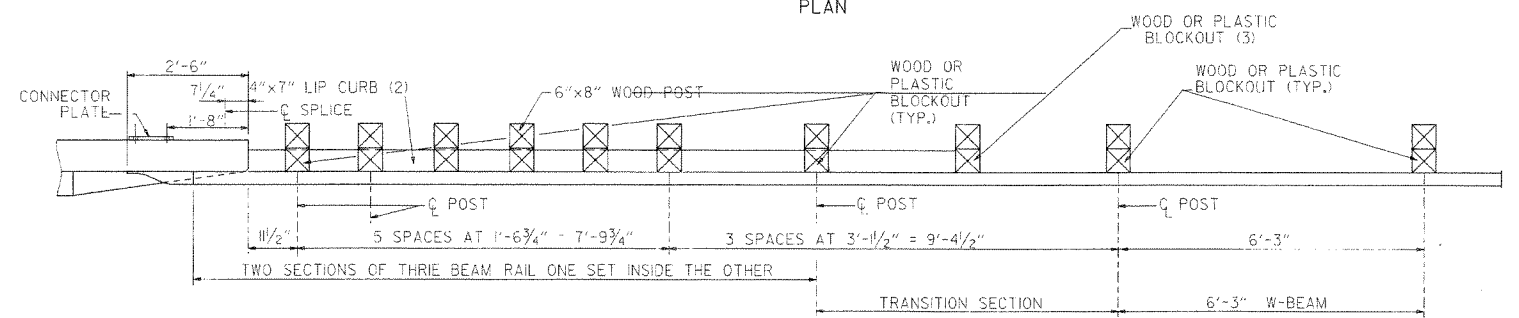 PLAN
WOOD OR PLASTIC
BLOCKOUT (3)
2'-6"
WOOD OR
PLASTIC
BLOCKOUT
(TYP.)
WOOD OR PLASTIC
BLOCKOUT (TYP.)
CONNECTOR
PLATE
7 1/4"
4"x7" LIP CURB (2)
6"x8" WOOD POST
℄ SPLICE
1'-8"
℄ POST
℄ POST
℄ POST
11 1/2"
5 SPACES AT 1'-6 3/4" - 7'-9 3/4"
3 SPACES AT 3'-1 1/2" = 9'-4 1/2"
6'-3"
TWO SECTIONS OF THRIE BEAM RAIL ONE SET INSIDE THE OTHER
TRANSITION SECTION
6'-3" W-BEAM